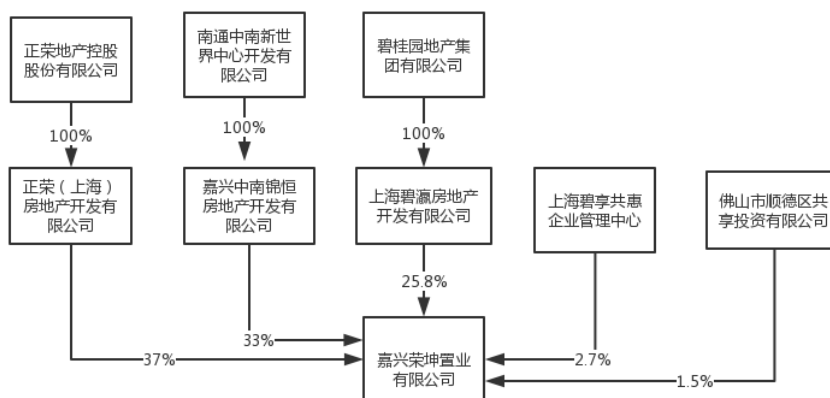 正荣地产控股
股份有限公司
南通中南新世
界中心开发有
限公司
碧桂园地产集
团有限公司
100%
100%
100%
正荣（上海）
房地产开发有
限公司
嘉兴中南锦恒
房地产开发有
限公司
上海碧瀛房地产
开发有限公司
上海碧享共惠
企业管理中心
佛山市顺德区共
享投资有限公司
25.8%
33%
37%
2.7%
1.5%
嘉兴荣坤置业
有限公司